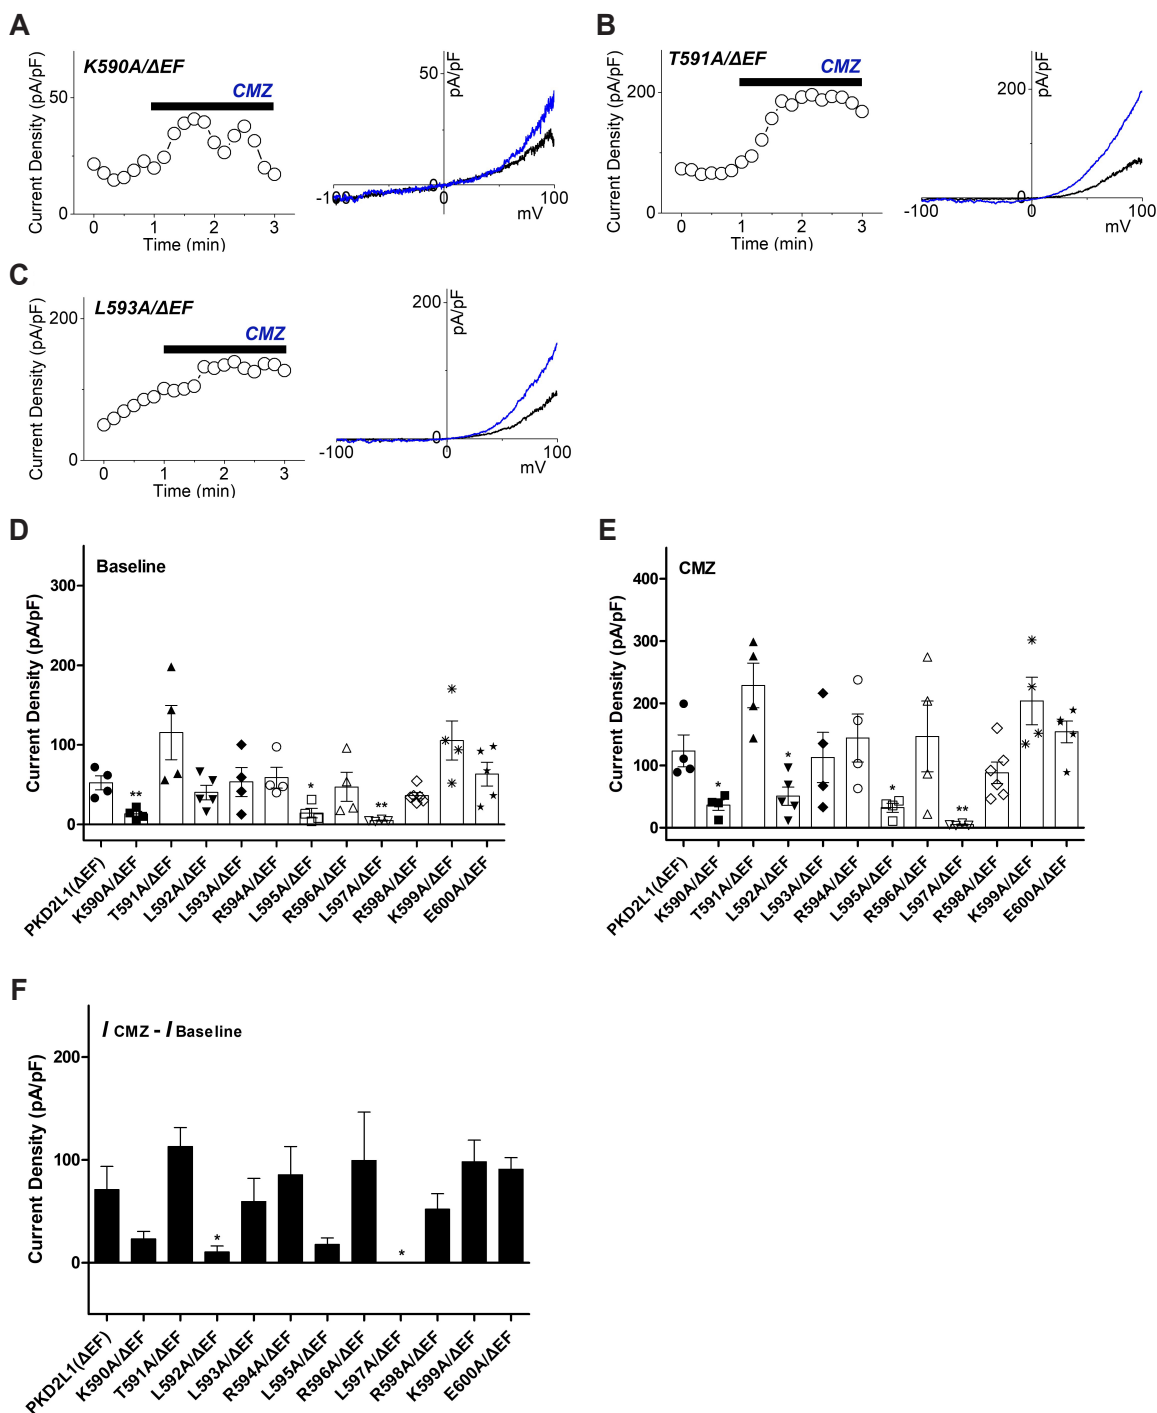 A
K590A/ΔEF
CMZ
Current Density (pA/pF)
50
0
0 1 2 3
Time (min)
50
pA/pF
-100 0 100
0
mV
B
T591A/ΔEF
CMZ
Current Density (pA/pF)
200
100
0
0 1 2 3
Time (min)
200
pA/pF
0
-100 0 100
mV
C
L593A/ΔEF
CMZ
Current Density (pA/pF)
200
100
0
0 1 2 3
Time (min)
200
pA/pF
0
-100 0 100
mV
D
Baseline
Current Density (pA/pF)
300
200
100
0
** * **
PKD2L1(ΔEF)
K590A/ΔEF
T591A/ΔEF
L592A/ΔEF
L593A/ΔEF
R594A/ΔEF
L595A/ΔEF
R596A/ΔEF
L597A/ΔEF
R598A/ΔEF
K599A/ΔEF
E600A/ΔEF
E
CMZ
Current Density (pA/pF)
400
300
200
100
0
* * * **
PKD2L1(ΔEF)
K590A/ΔEF
T591A/ΔEF
L592A/ΔEF
L593A/ΔEF
R594A/ΔEF
L595A/ΔEF
R596A/ΔEF
L597A/ΔEF
R598A/ΔEF
K599A/ΔEF
E600A/ΔEF
F
I CMZ - I Baseline
Current Density (pA/pF)
200
100
0
* *
PKD2L1(ΔEF)
K590A/ΔEF
T591A/ΔEF
L592A/ΔEF
L593A/ΔEF
R594A/ΔEF
L595A/ΔEF
R596A/ΔEF
L597A/ΔEF
R598A/ΔEF
K599A/ΔEF
E600A/ΔEF